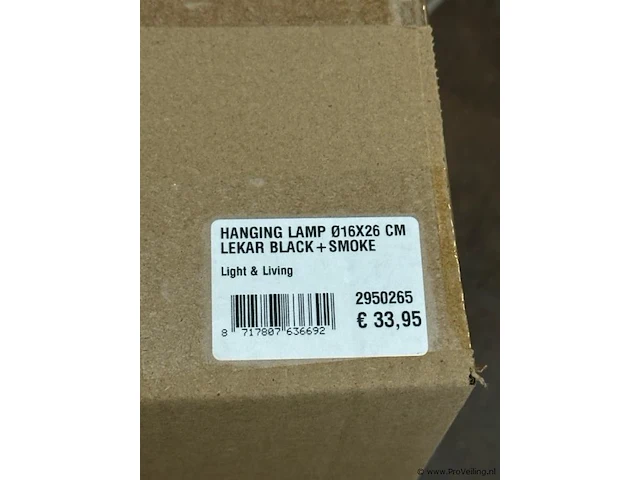 HANGING LAMP Ø16X26 CM
LEKAR BLACK+SMOKE
Light & Living
2950265
€ 33,95
8 717807 636692
© www.ProVeiling.nl